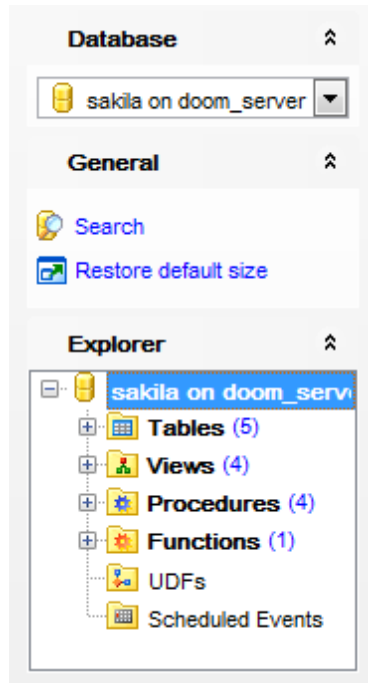 Database
sakila on doom_server
General
Search
Restore default size
Explorer
sakila on doom_serv
Tables (5)
Views (4)
Procedures (4)
Functions (1)
UDFs
Scheduled Events